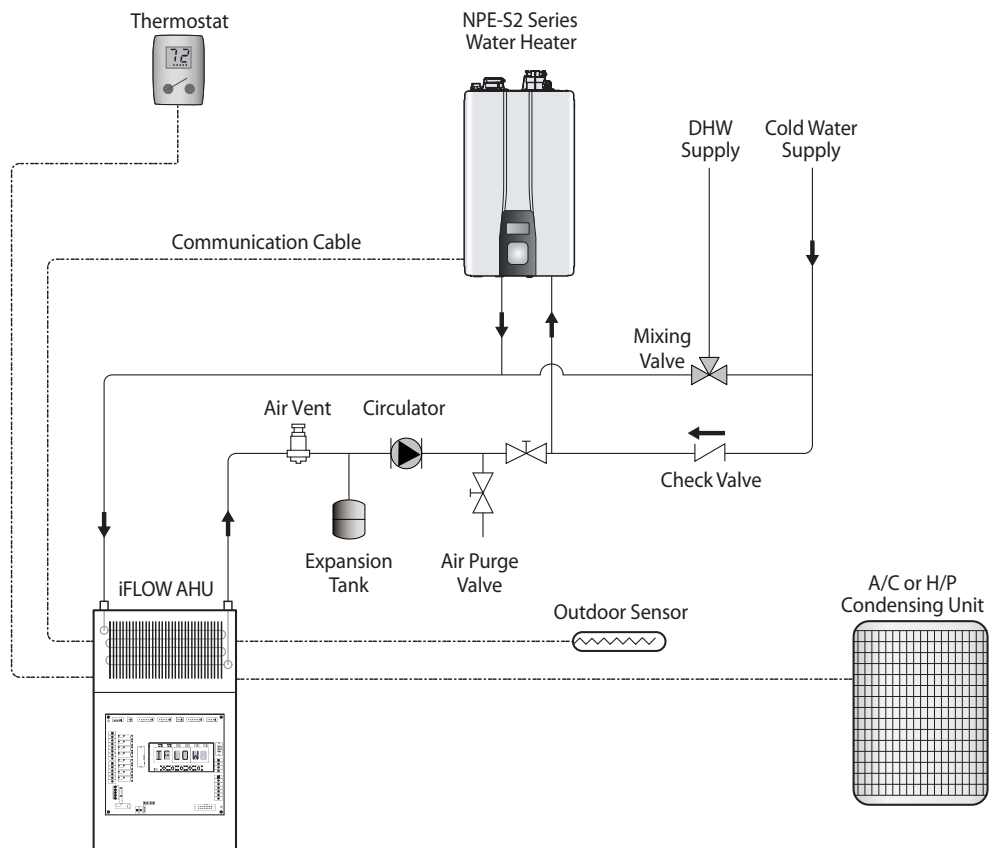 Thermostat
72
NPE-S2 Series
Water Heater
DHW
Supply
Cold Water
Supply
Communication Cable
Mixing
Valve
Air Vent
Circulator
Check Valve
Expansion
Tank
Air Purge
Valve
iFLOW AHU
Outdoor Sensor
A/C or H/P
Condensing Unit